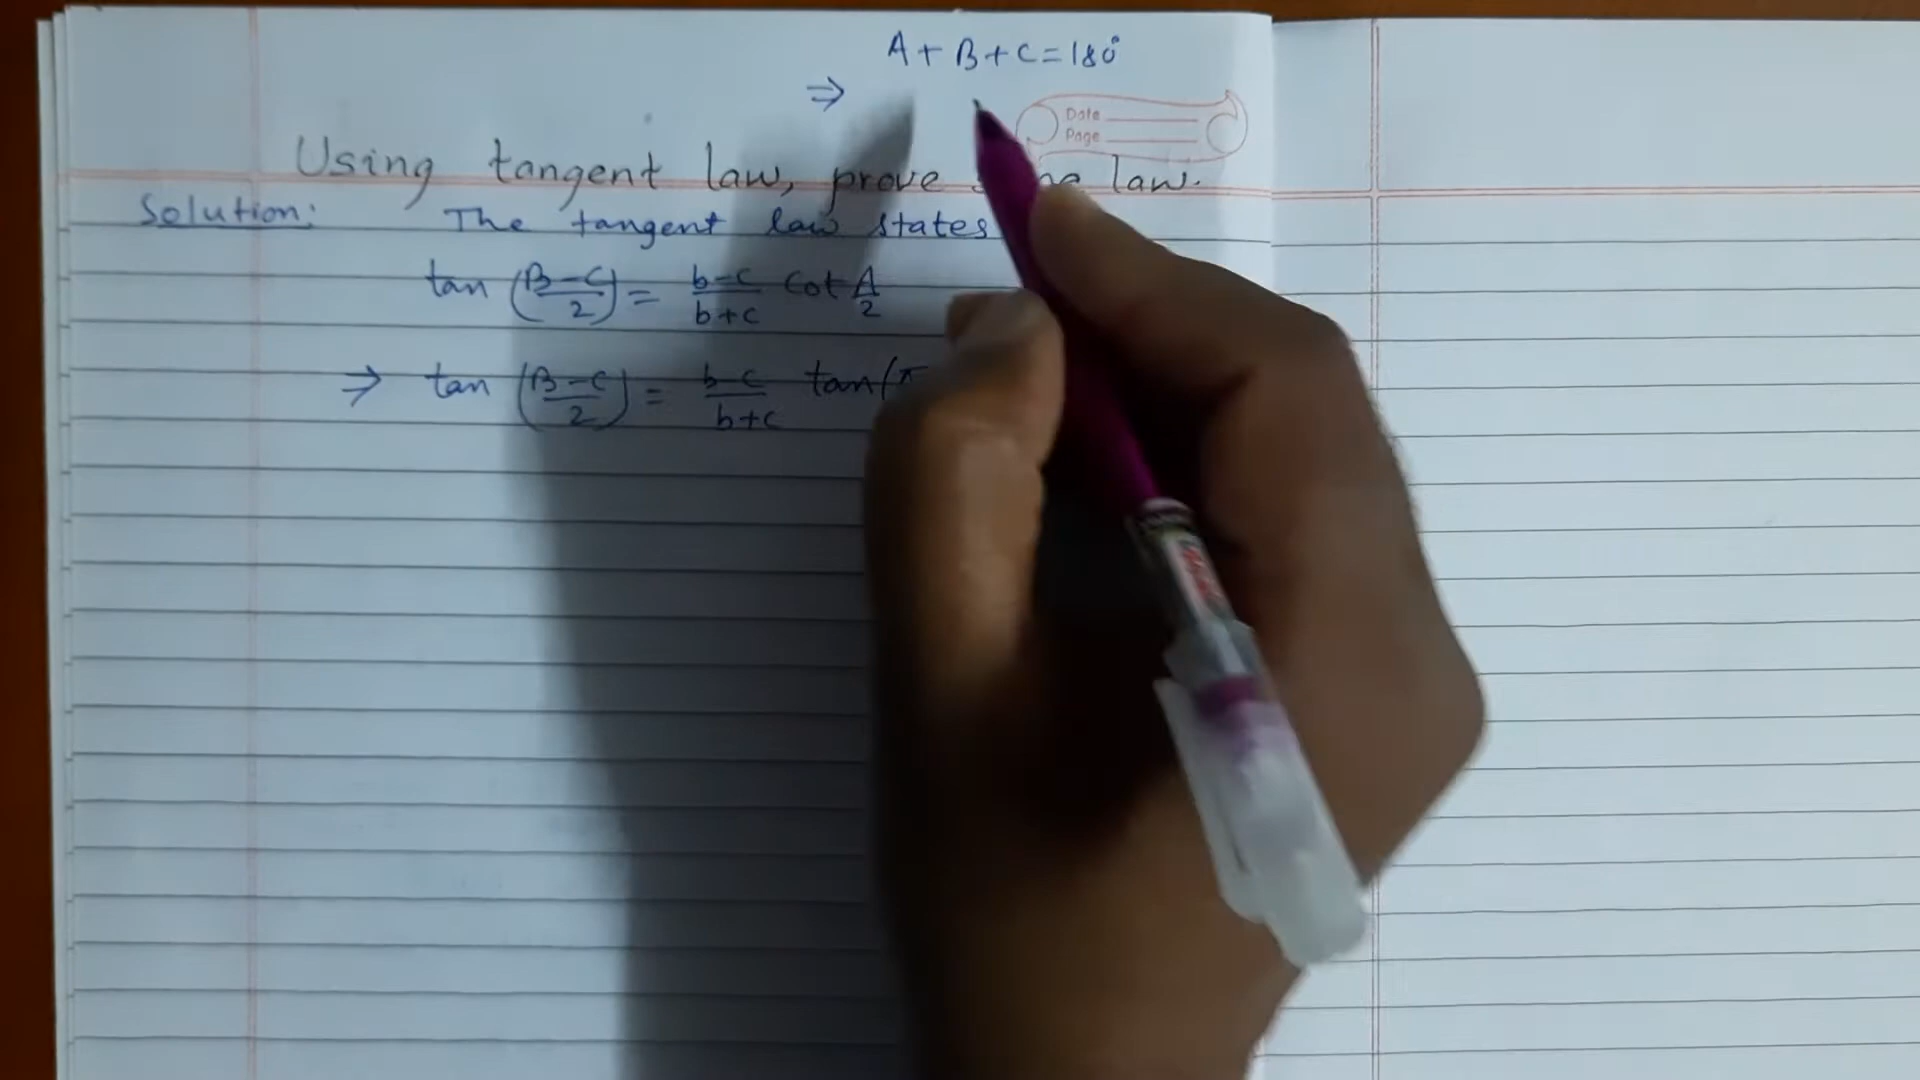 A + B + C = 180°
⇒
Date
Page
Using tangent law, prove law.
Solution: The tangent law states
tan (B-C/2) = b-c/b+c cot A/2
⇒ tan (B-C/2) = b-c/b+c tan(π